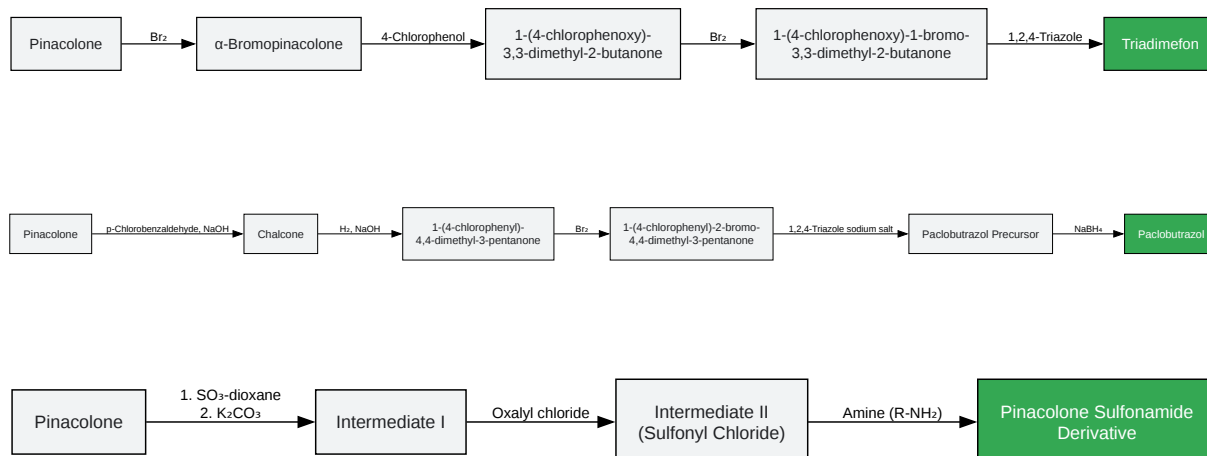 Pinacolone
Br₂
α-Bromopinacolone
4-Chlorophenol
1-(4-chlorophenoxy)-
3,3-dimethyl-2-butanone
Br₂
1-(4-chlorophenoxy)-1-bromo-
3,3-dimethyl-2-butanone
1,2,4-Triazole
Triadimefon
Pinacolone
p-Chlorobenzaldehyde, NaOH
Chalcone
H₂, NaOH
1-(4-chlorophenyl)-
4,4-dimethyl-3-pentanone
Br₂
1-(4-chlorophenyl)-2-bromo-
4,4-dimethyl-3-pentanone
1,2,4-Triazole sodium salt
Paclobutrazol Precursor
NaBH₄
Paclobutrazol
Pinacolone
1. SO₃-dioxane
2. K₂CO₃
Intermediate I
Oxalyl chloride
Intermediate II
(Sulfonyl Chloride)
Amine (R-NH₂)
Pinacolone Sulfonamide
Derivative